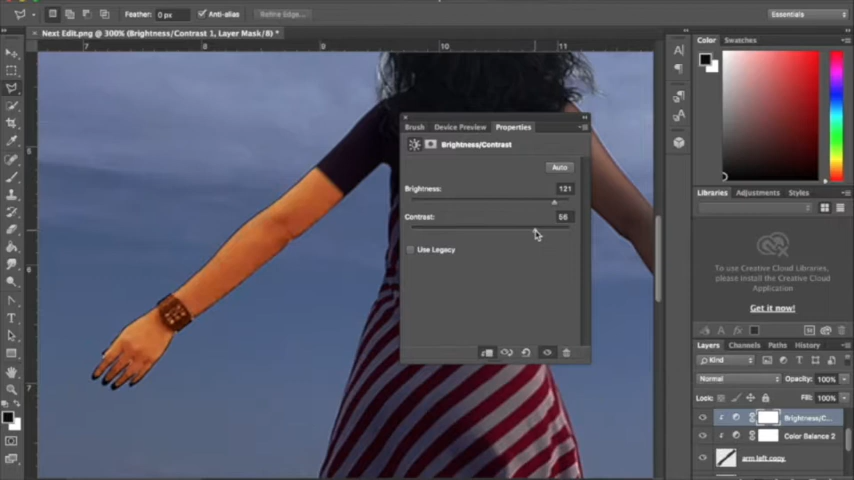 Feather: 0 px
Anti-alias
Refine Edge...
Essentials
Next Edit.png @ 300% (Brightness/Contrast 1, Layer Mask/8) *
7
8
9
10
11
5
6
7
Brush
Device Preview
Properties
Brightness/Contrast
Auto
Brightness:
121
Contrast:
56
Use Legacy
Color
Swatches
Libraries
Adjustments
Styles
To use Creative Cloud Libraries,
please install the Creative Cloud
Application
Get it now!
Layers
Channels
Paths
History
Kind
Normal
Opacity:
100%
Lock:
Fill:
100%
Brightness/C...
Color Balance 2
arm left copy